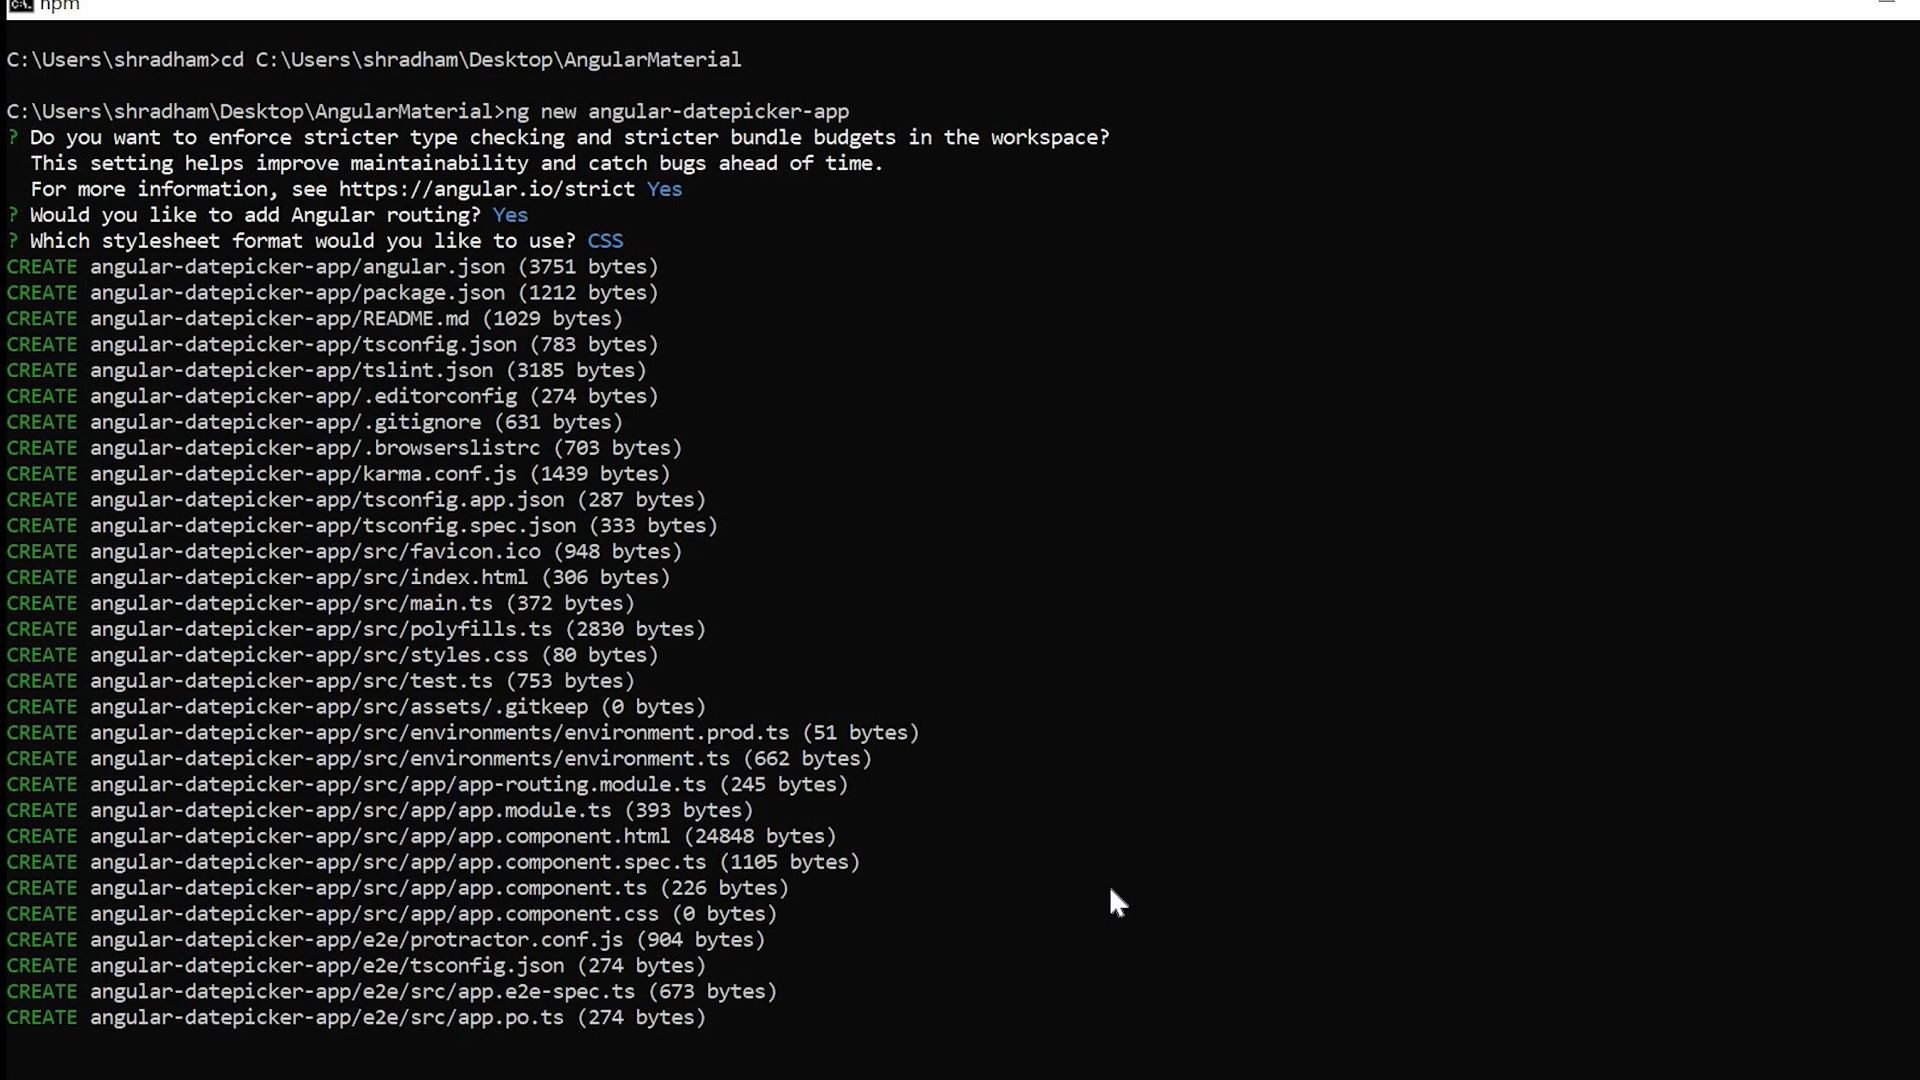 npm
C:\Users\shradham>cd C:\Users\shradham\Desktop\AngularMaterial
C:\Users\shradham\Desktop\AngularMaterial>ng new angular-datepicker-app
? Do you want to enforce stricter type checking and stricter bundle budgets in the workspace?
This setting helps improve maintainability and catch bugs ahead of time.
For more information, see https://angular.io/strict Yes
? Would you like to add Angular routing? Yes
? Which stylesheet format would you like to use? CSS
CREATE angular-datepicker-app/angular.json (3751 bytes)
CREATE angular-datepicker-app/package.json (1212 bytes)
CREATE angular-datepicker-app/README.md (1029 bytes)
CREATE angular-datepicker-app/tsconfig.json (783 bytes)
CREATE angular-datepicker-app/tslint.json (3185 bytes)
CREATE angular-datepicker-app/.editorconfig (274 bytes)
CREATE angular-datepicker-app/.gitignore (631 bytes)
CREATE angular-datepicker-app/.browserslistrc (703 bytes)
CREATE angular-datepicker-app/karma.conf.js (1439 bytes)
CREATE angular-datepicker-app/tsconfig.app.json (287 bytes)
CREATE angular-datepicker-app/tsconfig.spec.json (333 bytes)
CREATE angular-datepicker-app/src/favicon.ico (948 bytes)
CREATE angular-datepicker-app/src/index.html (306 bytes)
CREATE angular-datepicker-app/src/main.ts (372 bytes)
CREATE angular-datepicker-app/src/polyfills.ts (2830 bytes)
CREATE angular-datepicker-app/src/styles.css (80 bytes)
CREATE angular-datepicker-app/src/test.ts (753 bytes)
CREATE angular-datepicker-app/src/assets/.gitkeep (0 bytes)
CREATE angular-datepicker-app/src/environments/environment.prod.ts (51 bytes)
CREATE angular-datepicker-app/src/environments/environment.ts (662 bytes)
CREATE angular-datepicker-app/src/app/app-routing.module.ts (245 bytes)
CREATE angular-datepicker-app/src/app/app.module.ts (393 bytes)
CREATE angular-datepicker-app/src/app/app.component.html (24848 bytes)
CREATE angular-datepicker-app/src/app/app.component.spec.ts (1105 bytes)
CREATE angular-datepicker-app/src/app/app.component.ts (226 bytes)
CREATE angular-datepicker-app/src/app/app.component.css (0 bytes)
CREATE angular-datepicker-app/e2e/protractor.conf.js (904 bytes)
CREATE angular-datepicker-app/e2e/tsconfig.json (274 bytes)
CREATE angular-datepicker-app/e2e/src/app.e2e-spec.ts (673 bytes)
CREATE angular-datepicker-app/e2e/src/app.po.ts (274 bytes)